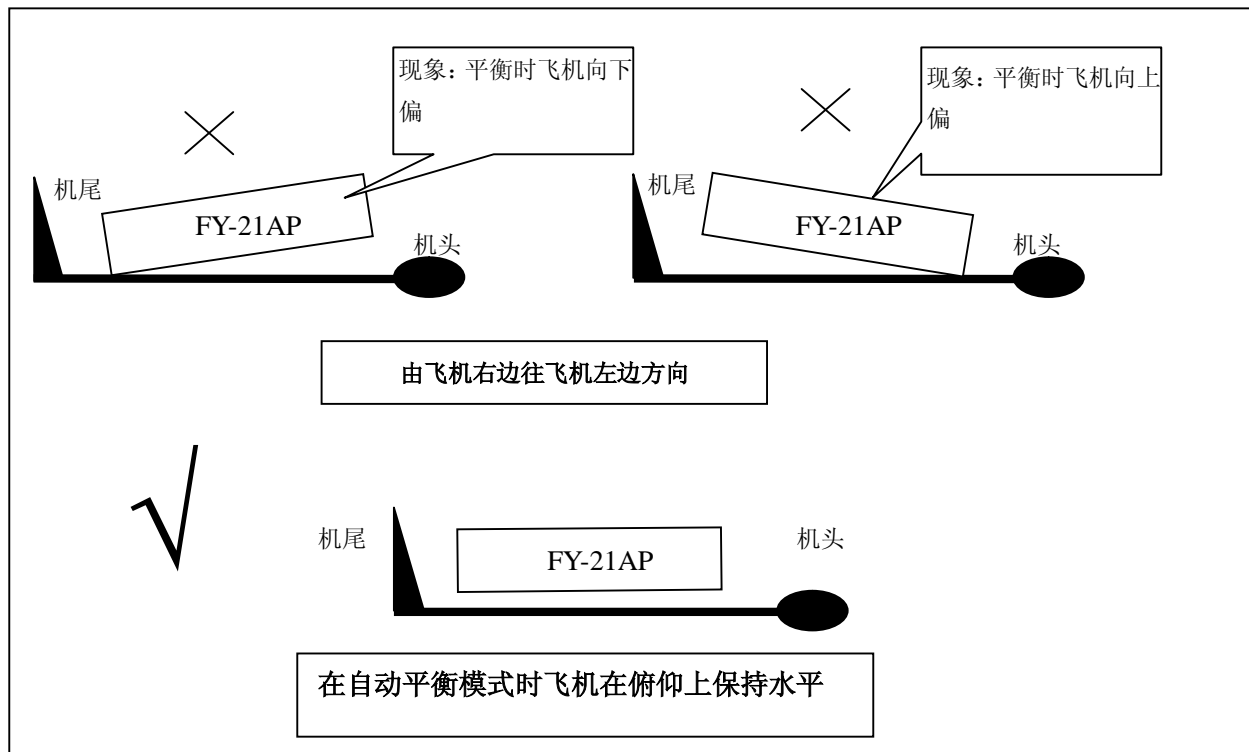 现象：平衡时飞机向下
偏
现象：平衡时飞机向上
偏
机尾
FY-21AP
机头
机尾
FY-21AP
机头
由飞机右边往飞机左边方向
机尾
FY-21AP
机头
在自动平衡模式时飞机在俯仰上保持水平